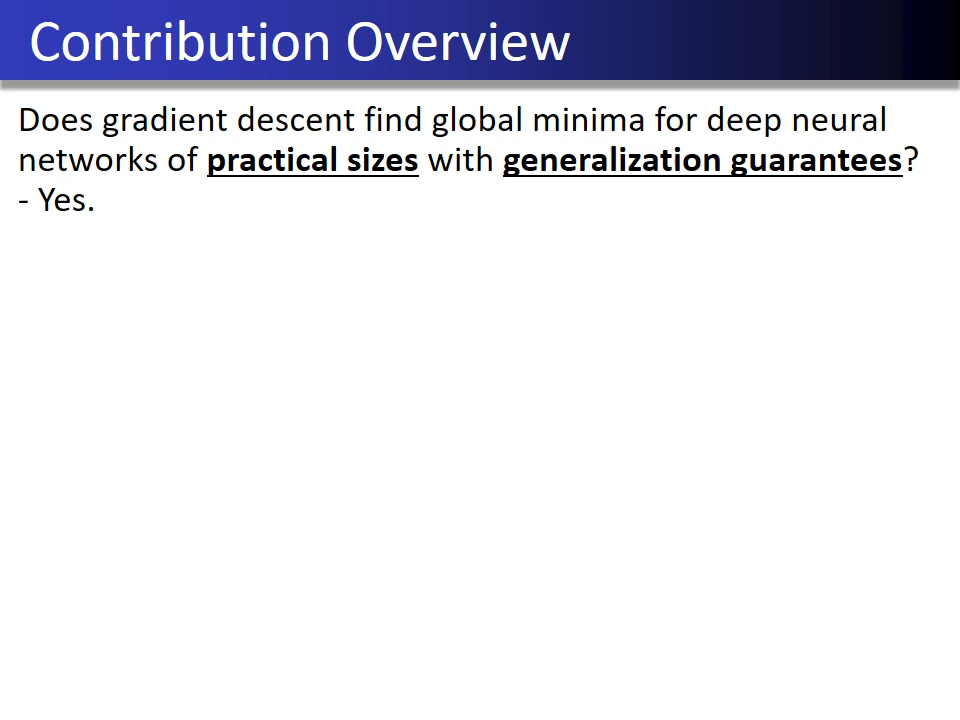 Contribution Overview
Does gradient descent find global minima for deep neural
networks of practical sizes with generalization guarantees?
- Yes.